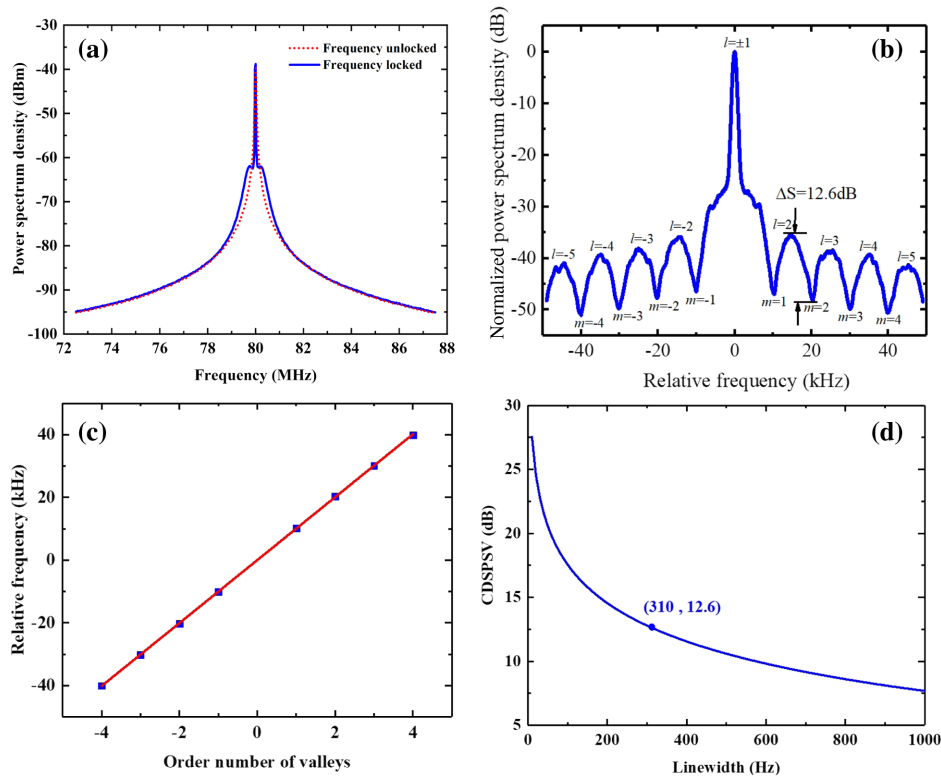 (a)
Frequency unlocked
Frequency locked
Power spectrum density (dBm)
-30
-40
-50
-60
-70
-80
-90
-100
72 74 76 78 80 82 84 86 88
Frequency (MHz)
(b)
Normalized power spectrum density (dB)
0
-10
-20
-30
-40
-50
l=±1
ΔS=12.6dB
l=-5 l=-4 l=-3 l=-2 l=2 l=3 l=4 l=5
m=-4 m=-3 m=-2 m=-1 m=1 m=2 m=3 m=4
-40 -20 0 20 40
Relative frequency (kHz)
(c)
Relative frequency (kHz)
40
20
0
-20
-40
-4 -2 0 2 4
Order number of valleys
(d)
CDSPSV (dB)
30
25
20
15
10
5
(310 , 12.6)
0 200 400 600 800 1000
Linewidth (Hz)